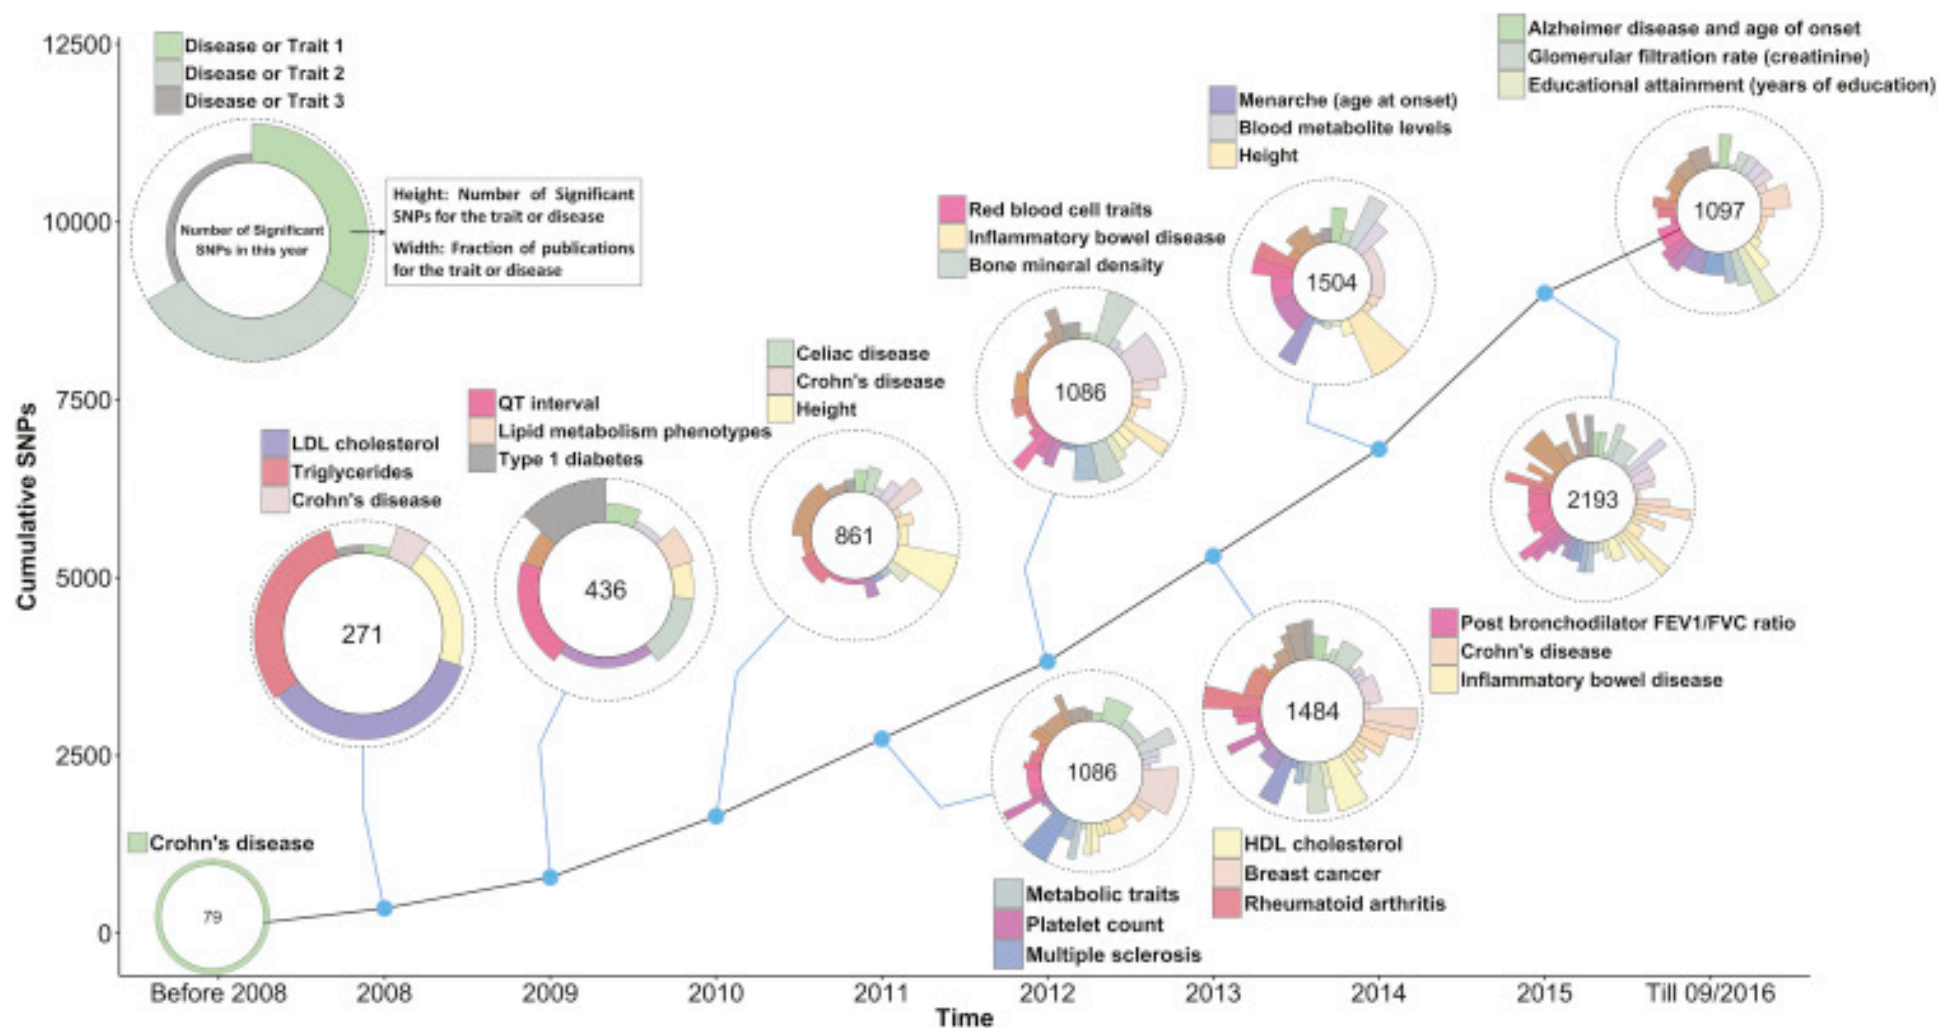 12500
10000
7500
5000
2500
0
Cumulative SNPs
Disease or Trait 1
Disease or Trait 2
Disease or Trait 3
Number of Significant
SNPs in this year
Height: Number of Significant
SNPs for the trait or disease
Width: Fraction of publications
for the trait or disease
Crohn's disease
79
LDL cholesterol
Triglycerides
Crohn's disease
271
QT interval
Lipid metabolism phenotypes
Type 1 diabetes
436
Celiac disease
Crohn's disease
Height
861
Red blood cell traits
Inflammatory bowel disease
Bone mineral density
1086
1086
Metabolic traits
Platelet count
Multiple sclerosis
Menarche (age at onset)
Blood metabolite levels
Height
1504
1484
HDL cholesterol
Breast cancer
Rheumatoid arthritis
Alzheimer disease and age of onset
Glomerular filtration rate (creatinine)
Educational attainment (years of education)
1097
2193
Post bronchodilator FEV1/FVC ratio
Crohn's disease
Inflammatory bowel disease
Before 2008
2008
2009
2010
2011
2012
2013
2014
2015
Till 09/2016
Time